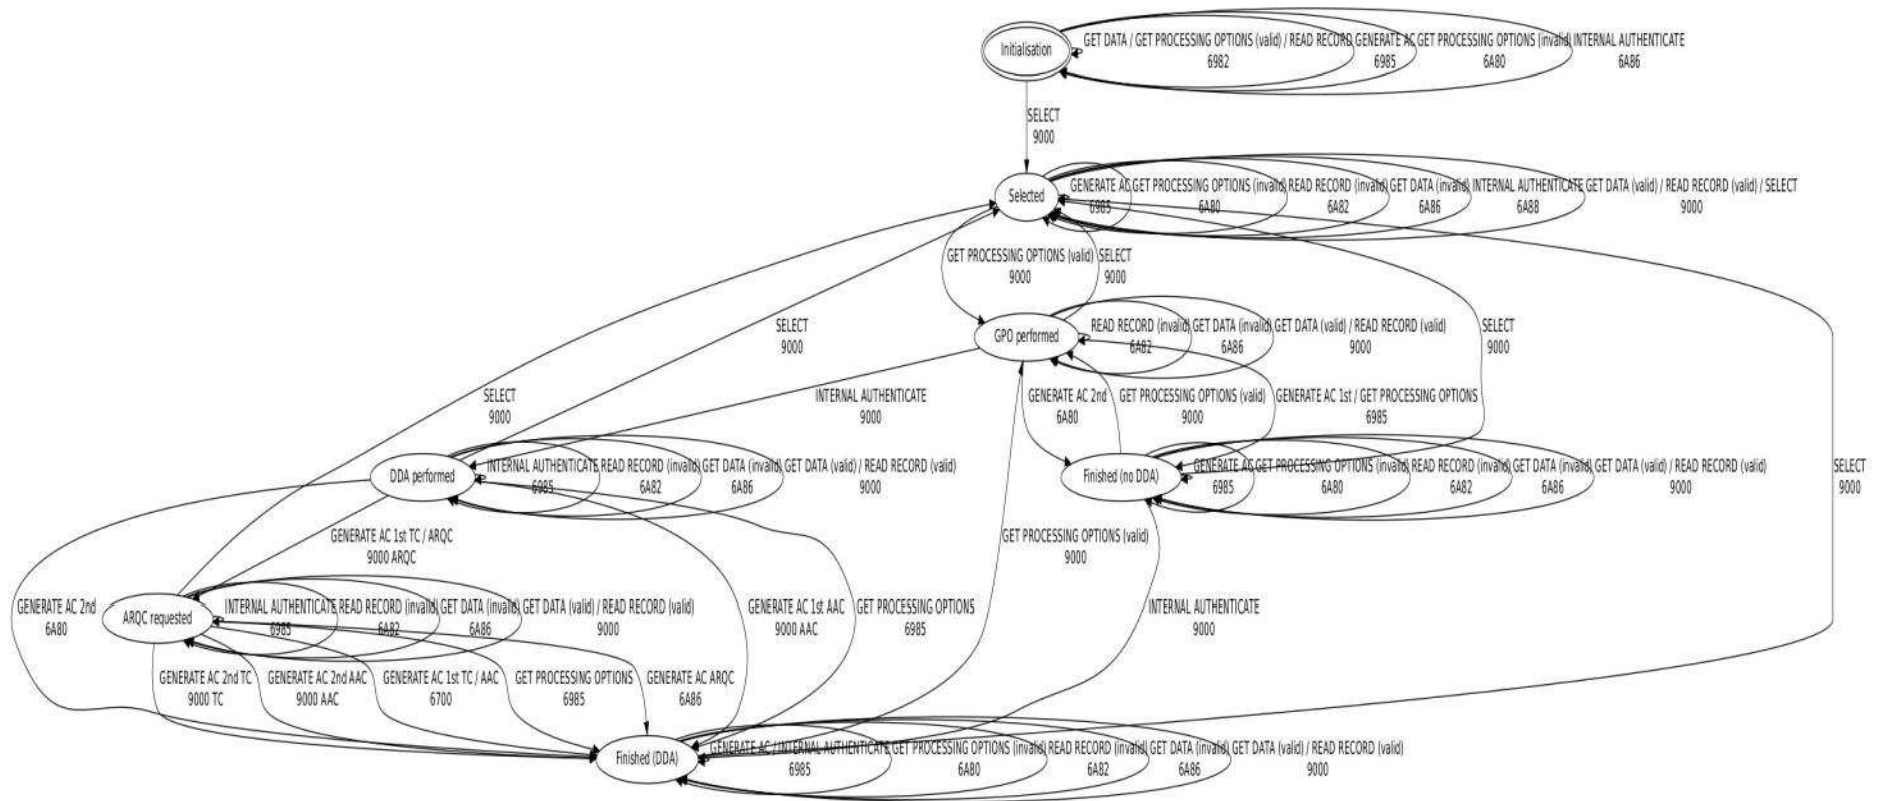 Initialisation
GET DATA / GET PROCESSING OPTIONS (valid) / READ RECORD
6982
GENERATE AC
6985
GET PROCESSING OPTIONS (invalid)
6A80
INTERNAL AUTHENTICATE
6A86
SELECT
9000
Selected
GENERATE AC
6985
GET PROCESSING OPTIONS (invalid)
6A80
READ RECORD (invalid)
6A82
GET DATA (invalid)
6A86
INTERNAL AUTHENTICATE
6A88
GET DATA (valid) / READ RECORD (valid) / SELECT
9000
GET PROCESSING OPTIONS (valid)
9000
SELECT
9000
SELECT
9000
GPO performed
READ RECORD (invalid)
6A82
GET DATA (invalid)
6A86
GET DATA (valid) / READ RECORD (valid)
9000
SELECT
9000
SELECT
9000
INTERNAL AUTHENTICATE
9000
GENERATE AC 2nd
6A80
GET PROCESSING OPTIONS (valid)
9000
GENERATE AC 1st / GET PROCESSING OPTIONS
6985
DDA performed
INTERNAL AUTHENTICATE
6985
READ RECORD (invalid)
6A82
GET DATA (invalid)
6A86
GET DATA (valid) / READ RECORD (valid)
9000
Finished (no DDA)
GENERATE AC
6985
GET PROCESSING OPTIONS (invalid)
6A80
READ RECORD (invalid)
6A82
GET DATA (invalid)
6A86
GET DATA (valid) / READ RECORD (valid)
9000
SELECT
9000
GENERATE AC 1st TC / ARQC
9000 ARQC
GET PROCESSING OPTIONS (valid)
9000
GENERATE AC 2nd
6A80
ARQC requested
INTERNAL AUTHENTICATE
6985
READ RECORD (invalid)
6A82
GET DATA (invalid)
6A86
GET DATA (valid) / READ RECORD (valid)
9000
GENERATE AC 1st AAC
9000 AAC
GET PROCESSING OPTIONS
6985
INTERNAL AUTHENTICATE
9000
GENERATE AC 2nd TC
9000 TC
GENERATE AC 2nd AAC
9000 AAC
GENERATE AC 1st TC / AAC
6700
GET PROCESSING OPTIONS
6985
GENERATE AC ARQC
6A86
Finished (DDA)
GENERATE AC / INTERNAL AUTHENTICATE
6985
GET PROCESSING OPTIONS (invalid)
6A80
READ RECORD (invalid)
6A82
GET DATA (invalid)
6A86
GET DATA (valid) / READ RECORD (valid)
9000